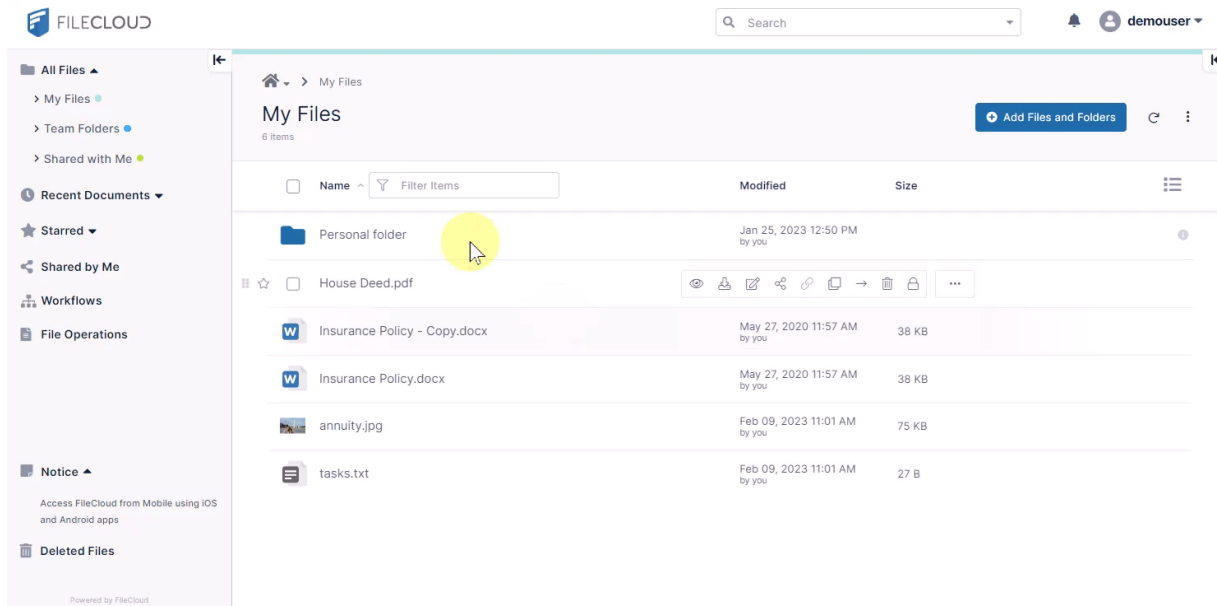 FILECLOUD
Search
demouser
All Files
My Files
Team Folders
Shared with Me
Recent Documents
Starred
Shared by Me
Workflows
File Operations
Notice
Access FileCloud from Mobile using iOS
and Android apps
Deleted Files
Powered by FileCloud
My Files
My Files
6 items
Add Files and Folders
Name
Filter Items
Modified
Size
Personal folder
Jan 25, 2023 12:50 PM
by you
House Deed.pdf
Insurance Policy - Copy.docx
May 27, 2020 11:57 AM
by you
38 KB
Insurance Policy.docx
May 27, 2020 11:57 AM
by you
38 KB
annuity.jpg
Feb 09, 2023 11:01 AM
by you
75 KB
tasks.txt
Feb 09, 2023 11:01 AM
by you
27 B